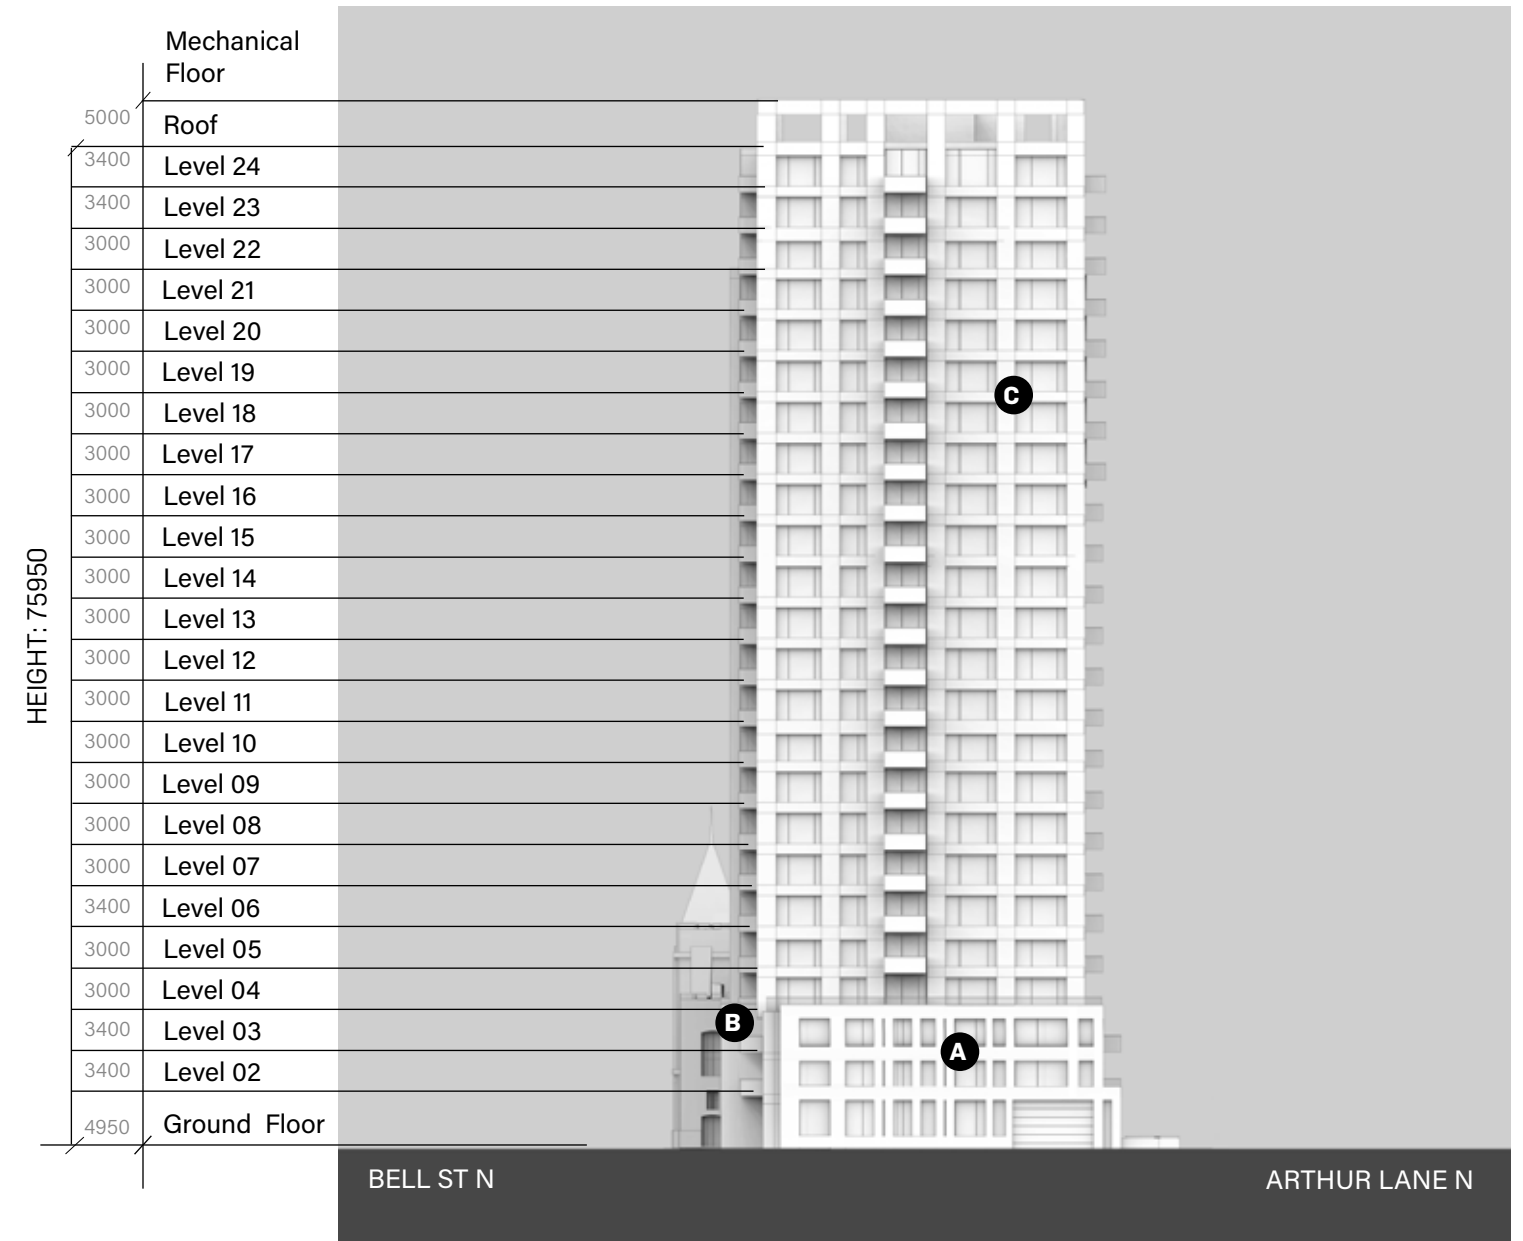 Mechanical
Floor
5000 Roof
3400 Level 24
3400 Level 23
3000 Level 22
3000 Level 21
3000 Level 20
3000 Level 19
3000 Level 18
3000 Level 17
3000 Level 16
3000 Level 15
3000 Level 14
3000 Level 13
3000 Level 12
3000 Level 11
3000 Level 10
3000 Level 09
3000 Level 08
3000 Level 07
3400 Level 06
3000 Level 05
3000 Level 04
3400 Level 03
3400 Level 02
4950 Ground Floor
HEIGHT: 75950
C
B
A
BELL ST N
ARTHUR LANE N